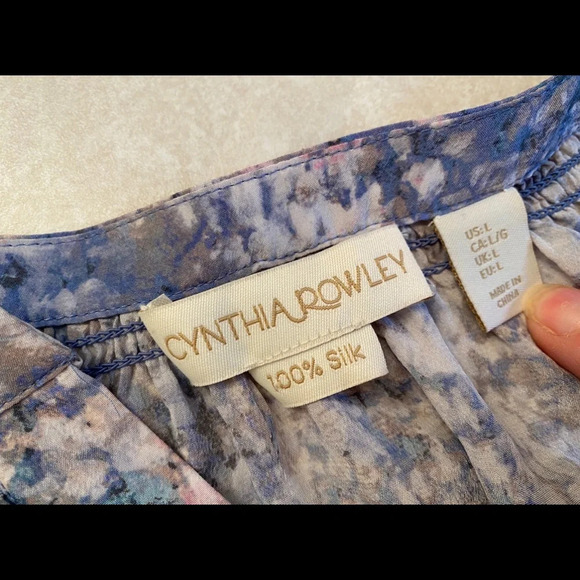 CYNTHIA ROWLEY
100% Silk
US: L
CA: L/G
UK: L
EU: L
MADE IN
CHINA